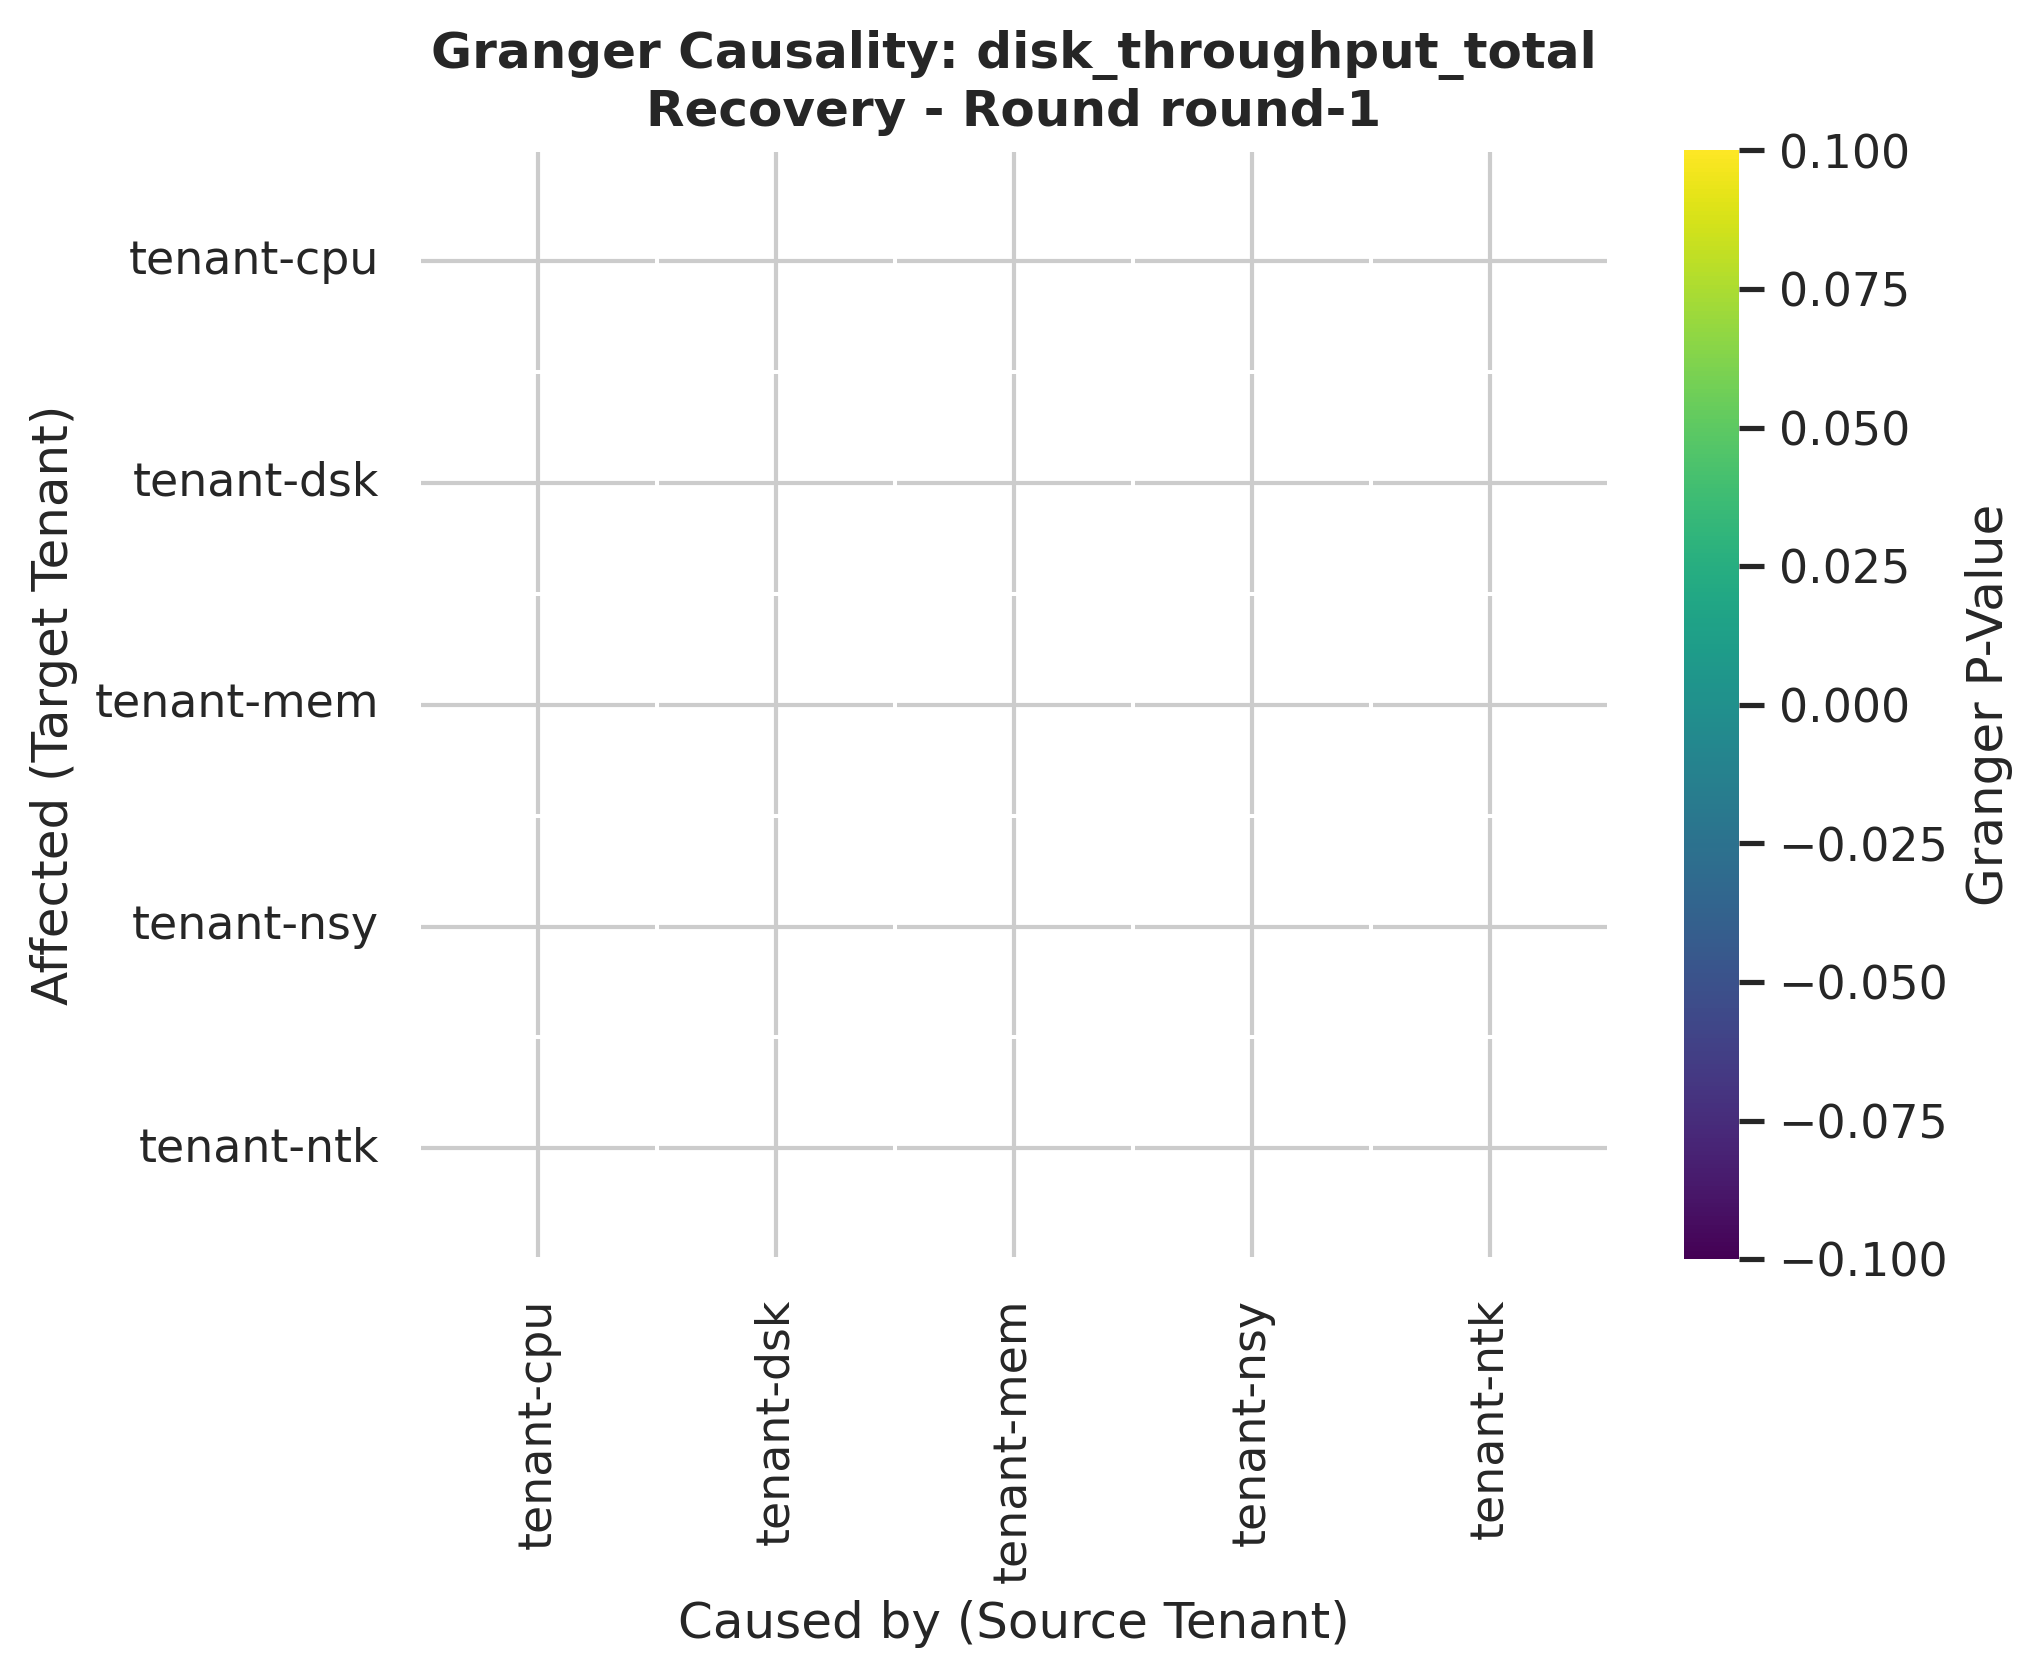 Granger Causality: disk_throughput_total
Recovery - Round round-1
Affected (Target Tenant)
tenant-cpu
tenant-dsk
tenant-mem
tenant-nsy
tenant-ntk
tenant-cpu
tenant-dsk
tenant-mem
tenant-nsy
tenant-ntk
Caused by (Source Tenant)
0.100
0.075
0.050
0.025
0.000
−0.025
−0.050
−0.075
−0.100
Granger P-Value